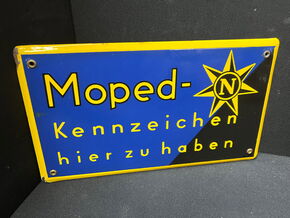 Moped- N
Kennzeichen
hier zu haben